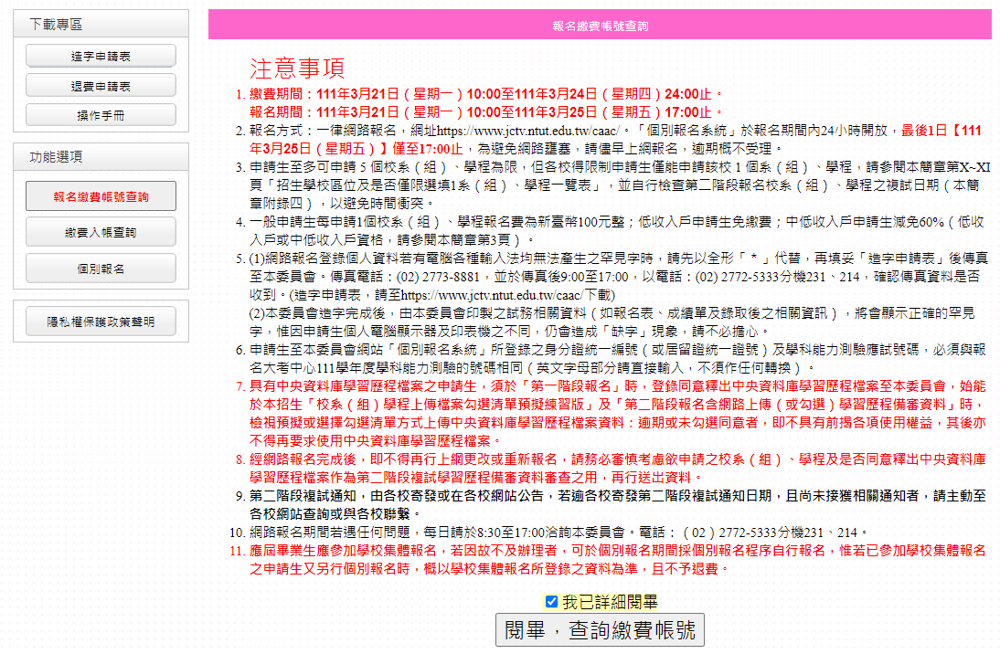 下載專區
造字申請表
退費申請表
操作手冊
功能選項
報名繳費帳號查詢
繳費入帳查詢
個別報名
隱私權保護政策聲明
報名繳費帳號查詢
注意事項
1. 繳費期間：111年3月21日（星期一）10:00至111年3月24日（星期四）24:00止。
報名期間：111年3月21日（星期一）10:00至111年3月25日（星期五）17:00止。
2. 報名方式：一律網路報名，網址https://www.jctv.ntut.edu.tw/caac/。「個別報名系統」於報名期間內24小時開放，最後1日【111
年3月25日（星期五）】僅至17:00止，為避免網路壅塞，請儘早上網報名，逾期概不受理。
3. 申請生至多可申請 5 個校系（組）、學程為限，但各校得限制申請生僅能申請該校 1 個系（組）、學程，請參閱本簡章第X~XI
頁「招生學校區位及是否僅限選填1系（組）、學程一覽表」，並自行檢查第二階段報名校系（組）、學程之複試日期（本簡
章附錄四），以避免時間衝突。
4. 一般申請生每申請1個校系（組）、學程報名費為新臺幣100元整；低收入戶申請生免繳費；中低收入戶申請生減免60%（低收
入戶或中低收入戶資格，請參閱本簡章第3頁）。
5. (1)網路報名登錄個人資料若有電腦各種輸入法均無法產生之罕見字時，請先以全形「＊」代替，再填妥「造字申請表」後傳真
至本委員會。傳真電話：(02) 2773-8881，並於傳真後9:00至17:00，以電話：(02) 2772-5333分機231、214，確認傳真資料是否
收到。(造字申請表，請至https://www.jctv.ntut.edu.tw/caac/下載)
(2)本委員會造字完成後，由本委員會印製之試務相關資料（如報名表、成績單及錄取後之相關資訊），將會顯示正確的罕見
字，惟因申請生個人電腦顯示器及印表機之不同，仍會造成「缺字」現象，請不必擔心。
6. 申請生至本委員會網站「個別報名系統」所登錄之身分證統一編號（或居留證統一證號）及學科能力測驗應試號碼，必須與報
名大考中心111學年度學科能力測驗的號碼相同（英文字母部分請直接輸入，不須作任何轉換）。
7. 具有中央資料庫學習歷程檔案之申請生，須於「第一階段報名」時，登錄同意釋出中央資料庫學習歷程檔案至本委員會，始能
於本招生「校系（組）學程上傳檔案勾選清單預擬練習版」及「第二階段報名含網路上傳（或勾選）學習歷程備審資料」時，
檢視預擬或選擇勾選清單方式上傳中央資料庫學習歷程檔案資料；逾期或未勾選同意者，即不具有前揭各項使用權益，其後亦
不得再要求使用中央資料庫學習歷程檔案。
8. 經網路報名完成後，即不得再行上網更改或重新報名，請務必審慎考慮欲申請之校系（組）、學程及是否同意釋出中央資料庫
學習歷程檔案作為第二階段複試學習歷程備審資料審查之用，再行送出資料。
9. 第二階段複試通知，由各校寄發或在各校網站公告，若逾各校寄發第二階段複試通知日期，且尚未接獲相關通知者，請主動至
各校網站查詢或與各校聯繫。
10. 網路報名期間若遇任何問題，每日請於8:30至17:00洽詢本委員會。電話：（02）2772-5333分機231、214。
11. 應屆畢業生應參加學校集體報名，若因故不及辦理者，可於個別報名期間採個別報名程序自行報名，惟若已參加學校集體報名
之申請生又另行個別報名時，概以學校集體報名所登錄之資料為準，且不予退費。
我已詳細閱畢
閱畢，查詢繳費帳號